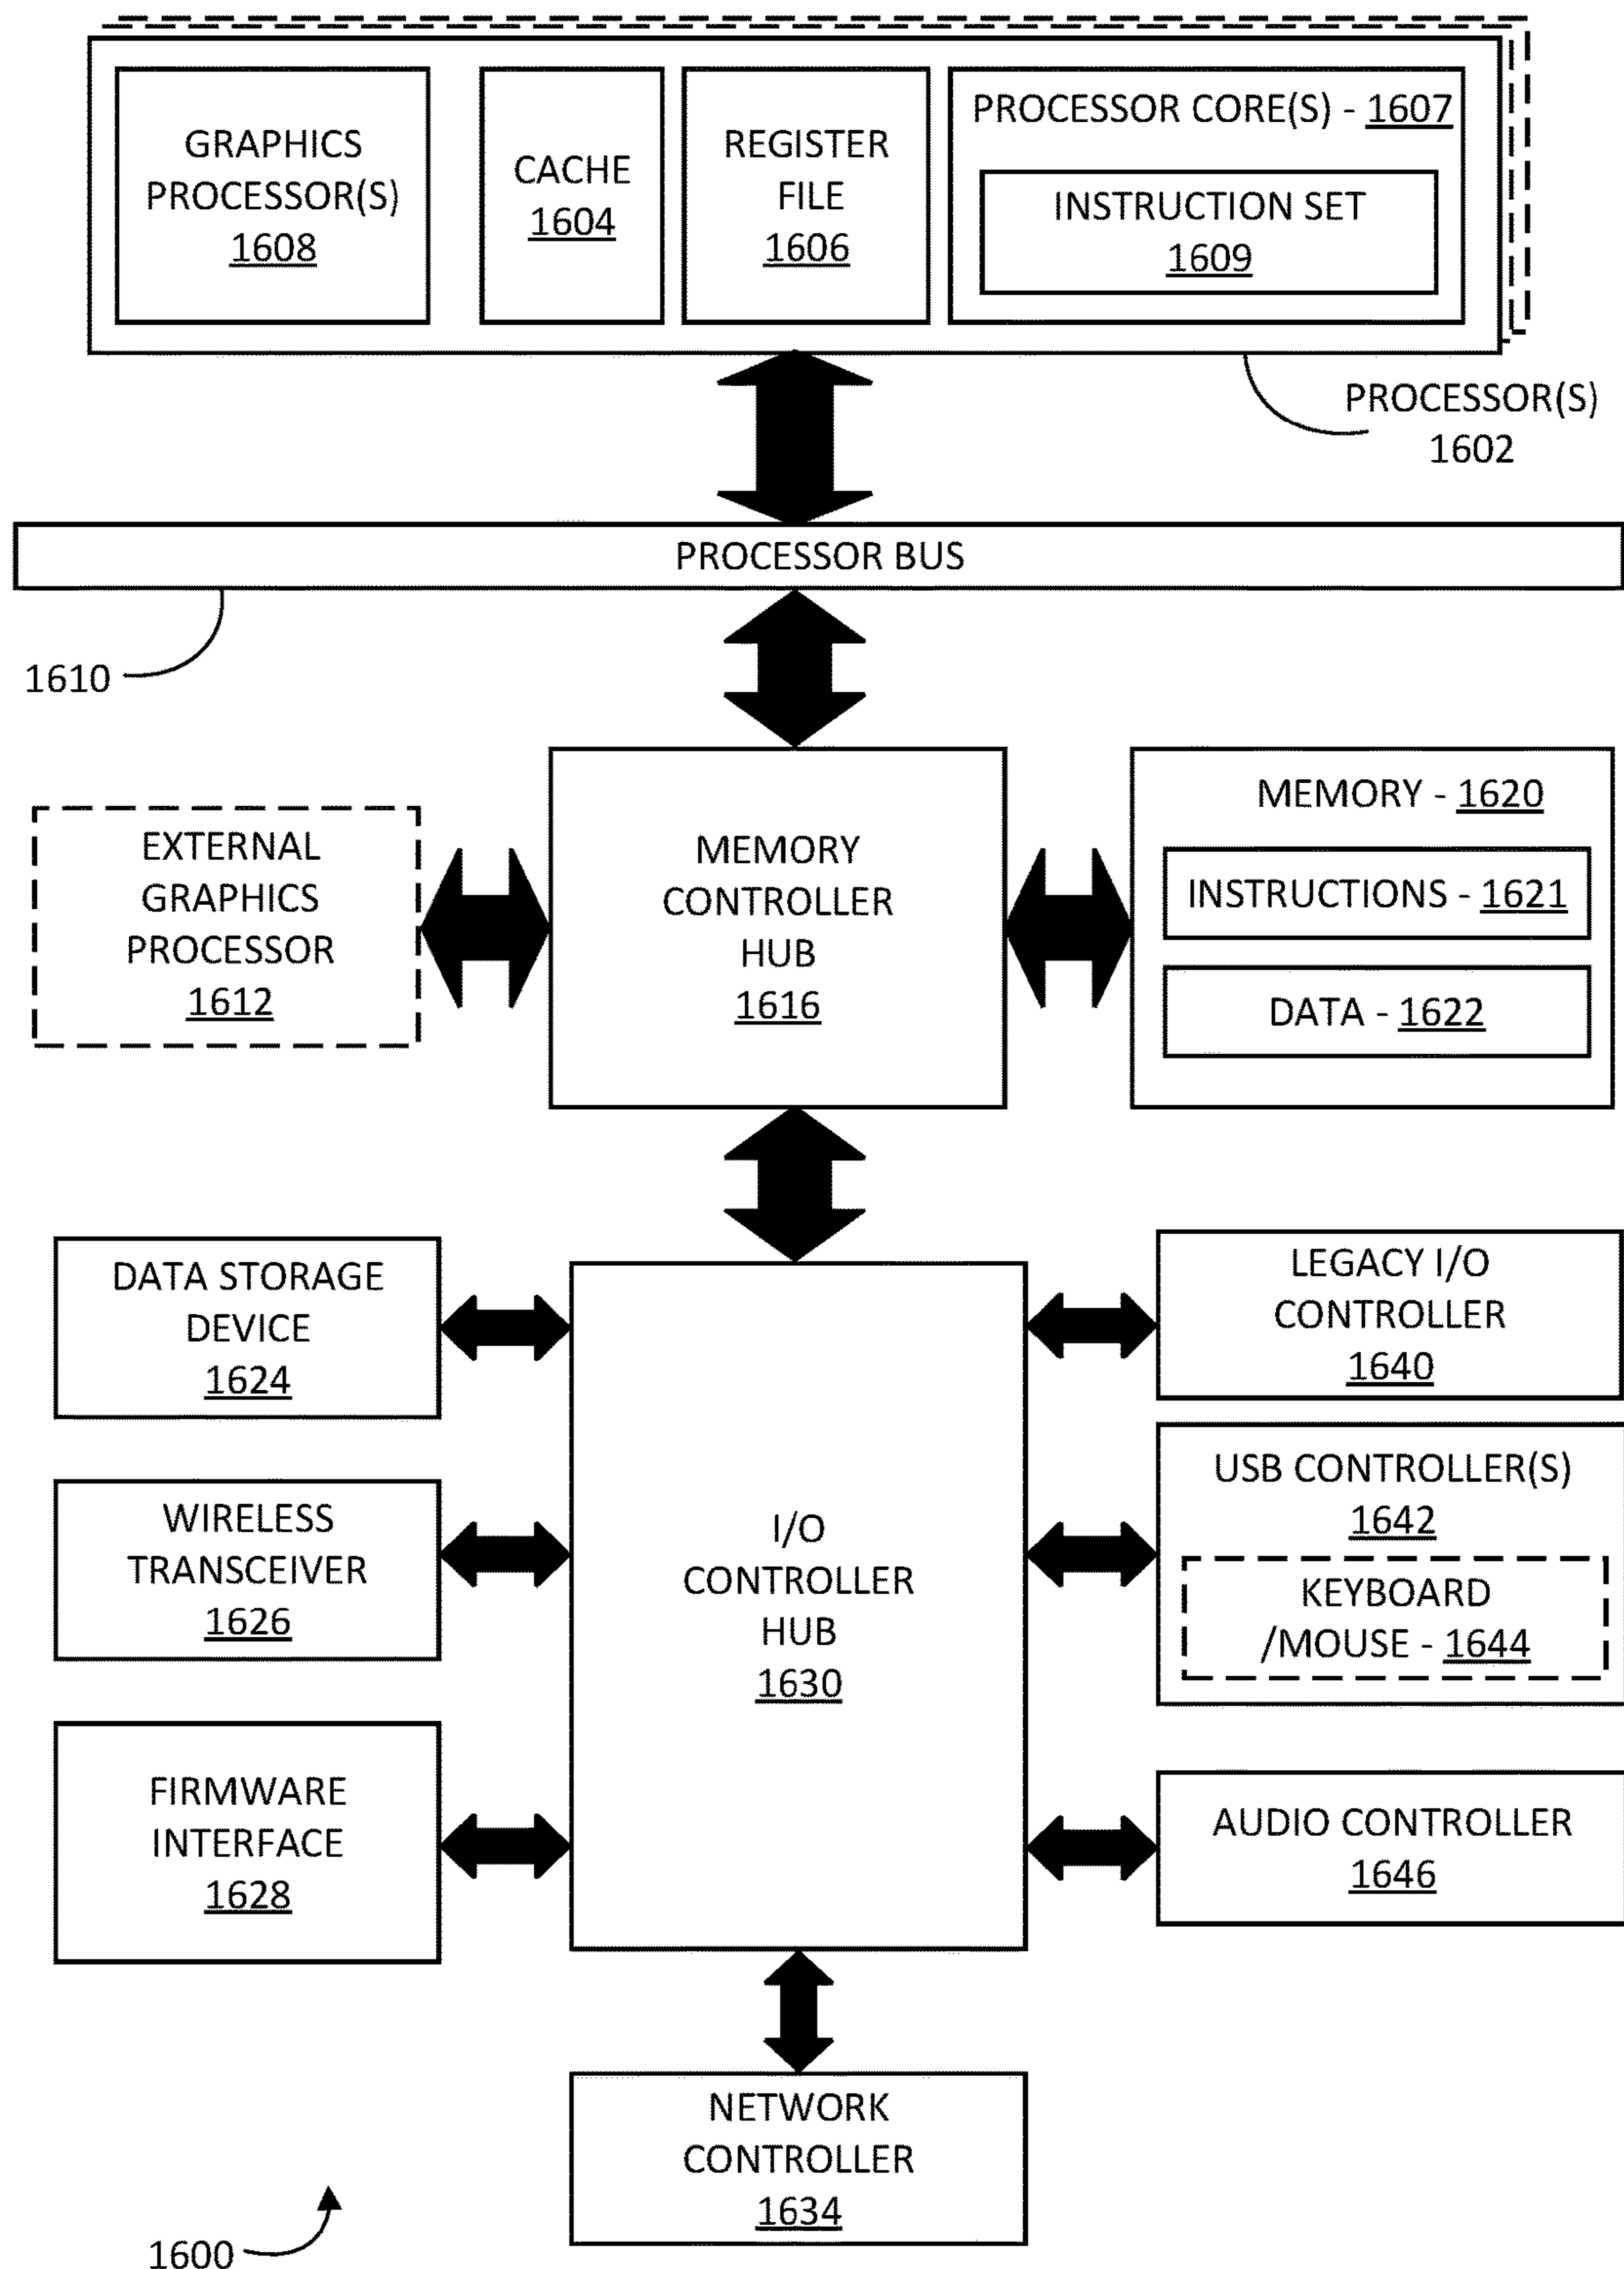 GRAPHICS
PROCESSOR(S)
1608
CACHE
1604
REGISTER
FILE
1606
PROCESSOR CORE(S) - 1607
INSTRUCTION SET
1609
PROCESSOR(S)
1602
PROCESSOR BUS
1610
EXTERNAL
GRAPHICS
PROCESSOR
1612
MEMORY
CONTROLLER
HUB
1616
MEMORY - 1620
INSTRUCTIONS - 1621
DATA - 1622
DATA STORAGE
DEVICE
1624
WIRELESS
TRANSCEIVER
1626
FIRMWARE
INTERFACE
1628
I/O
CONTROLLER
HUB
1630
LEGACY I/O
CONTROLLER
1640
USB CONTROLLER(S)
1642
KEYBOARD
/MOUSE - 1644
AUDIO CONTROLLER
1646
NETWORK
CONTROLLER
1634
1600